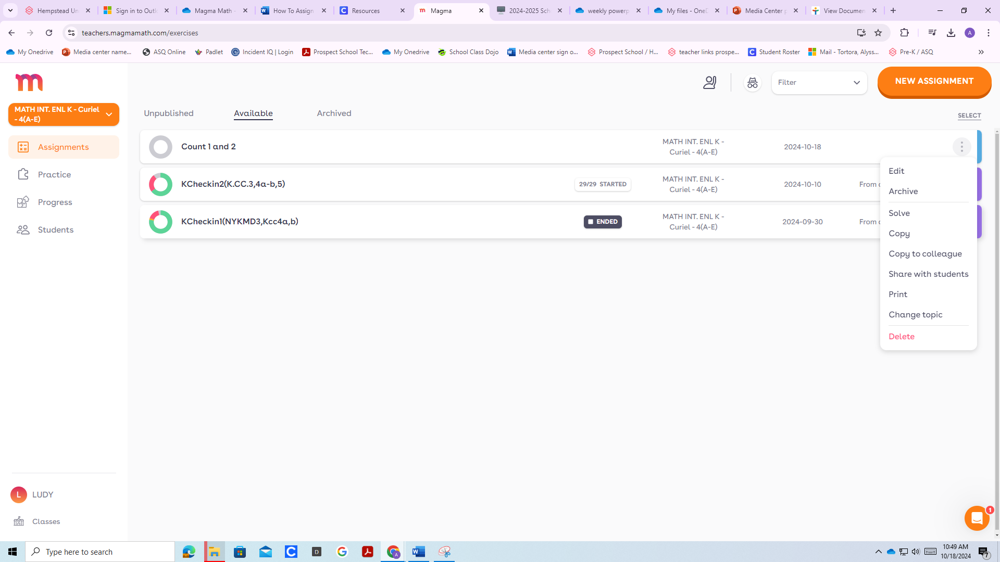 Hempstead Un
Sign in to Outlo
Magma Math -
How To Assign
Resources
Magma
2024-2025 Sch
weekly powerp
My files - OneD
Media Center p
View Documen
teachers.magmamath.com/exercises
A
My Onedrive
Media center name...
ASQ Online
Padlet
Incident IQ | Login
Prospect School Tec...
My Onedrive
School Class Dojo
Media center sign o...
Prospect School / H...
teacher links prospe...
Student Roster
Mail - Tortora, Alyss...
Pre-K / ASQ
Filter
NEW ASSIGNMENT
MATH INT. ENL K - Curiel
- 4(A-E)
Unpublished
Available
Archived
SELECT
Assignments
Practice
Progress
Students
Count 1 and 2
MATH INT. ENL K -
Curiel - 4(A-E)
2024-10-18
KCheckin2(K.CC.3,4a-b,5)
29/29 STARTED
MATH INT. ENL K -
Curiel - 4(A-E)
2024-10-10
From
KCheckin1(NYKMD3,Kcc4a,b)
ENDED
MATH INT. ENL K -
Curiel - 4(A-E)
2024-09-30
From
Edit
Archive
Solve
Copy
Copy to colleague
Share with students
Print
Change topic
Delete
L
LUDY
Classes
1
Type here to search
10:49 AM
10/18/2024
7